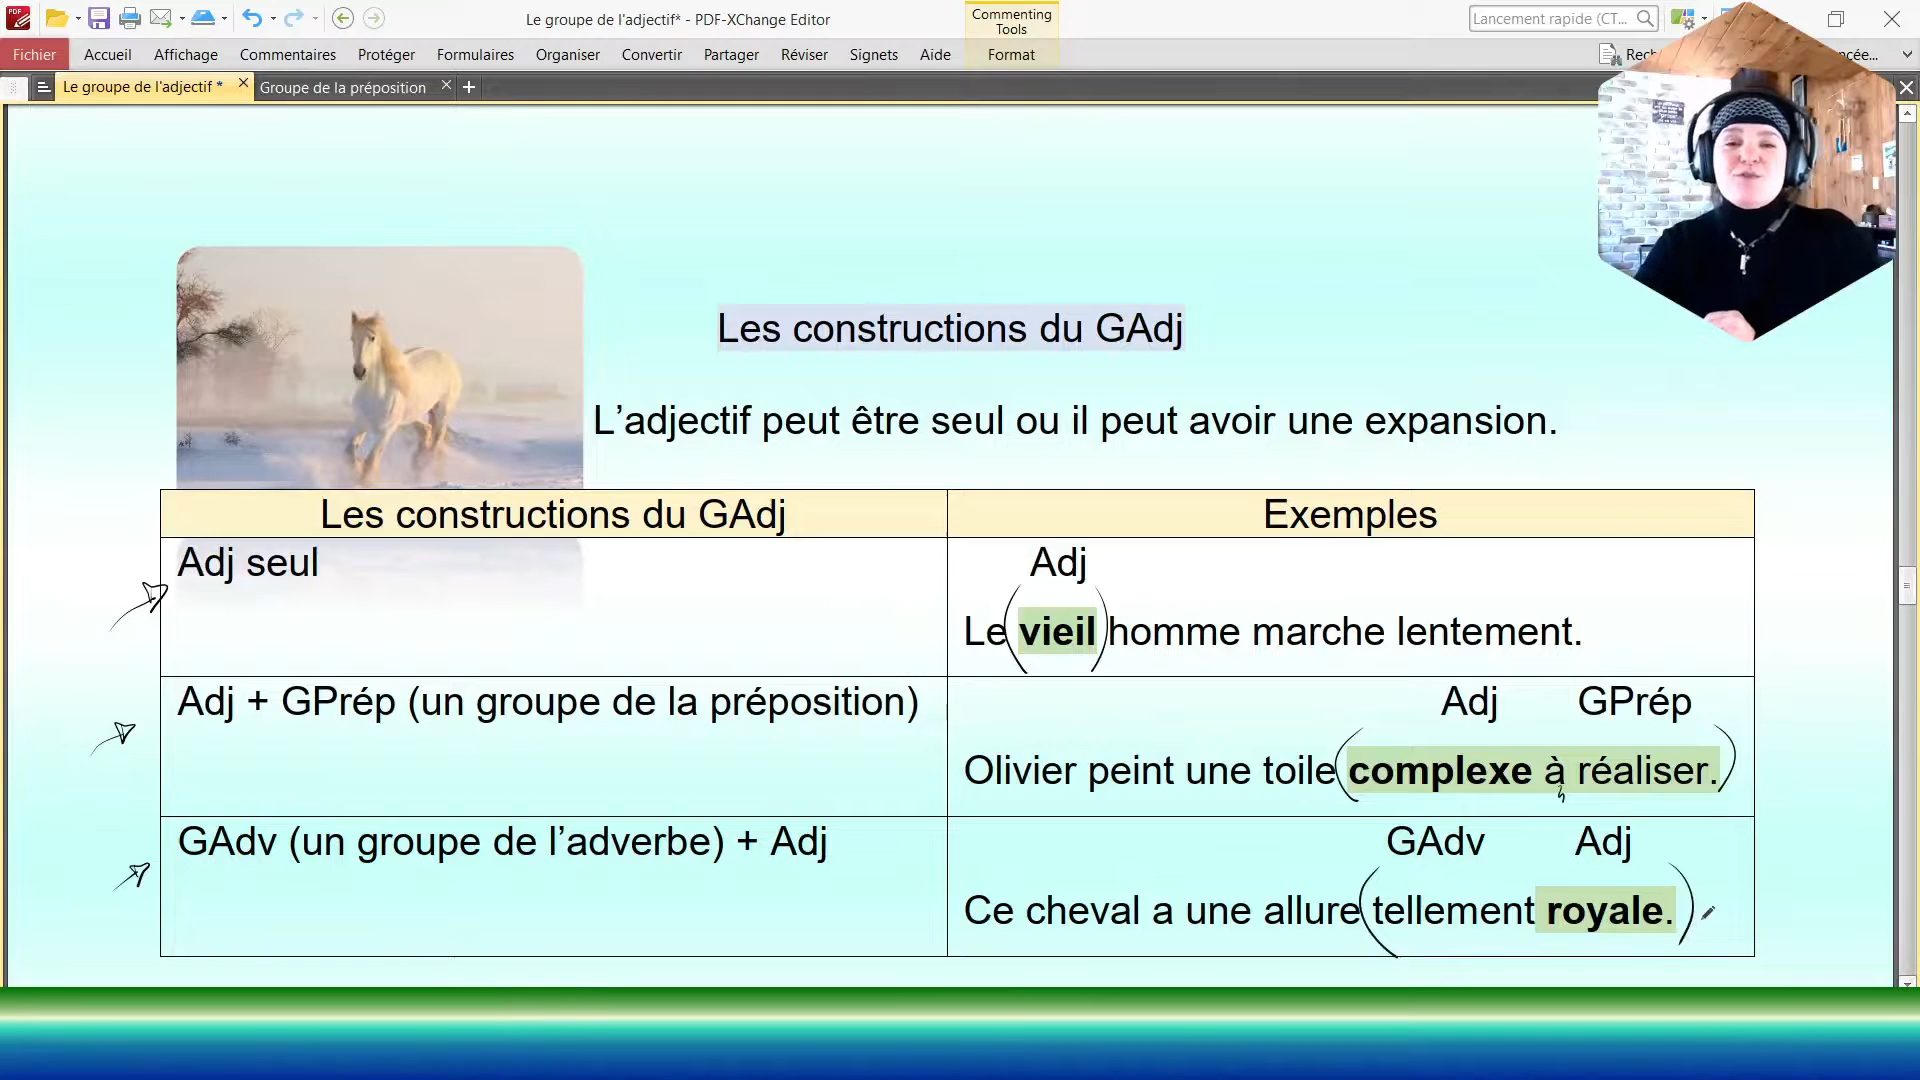 Le groupe de l'adjectif* - PDF-XChange Editor
Commenting
Tools
Lancement rapide (CT...
Fichier Accueil Affichage Commentaires Protéger Formulaires Organiser Convertir Partager Réviser Signets Aide Format
Le groupe de l'adjectif * Groupe de la préposition
Les constructions du GAdj
L’adjectif peut être seul ou il peut avoir une expansion.
Les constructions du GAdj Exemples
Adj seul Adj
Le vieil homme marche lentement.
Adj + GPrép (un groupe de la préposition) Adj GPrép
Olivier peint une toile complexe à réaliser.
GAdv (un groupe de l’adverbe) + Adj GAdv Adj
Ce cheval a une allure tellement royale.